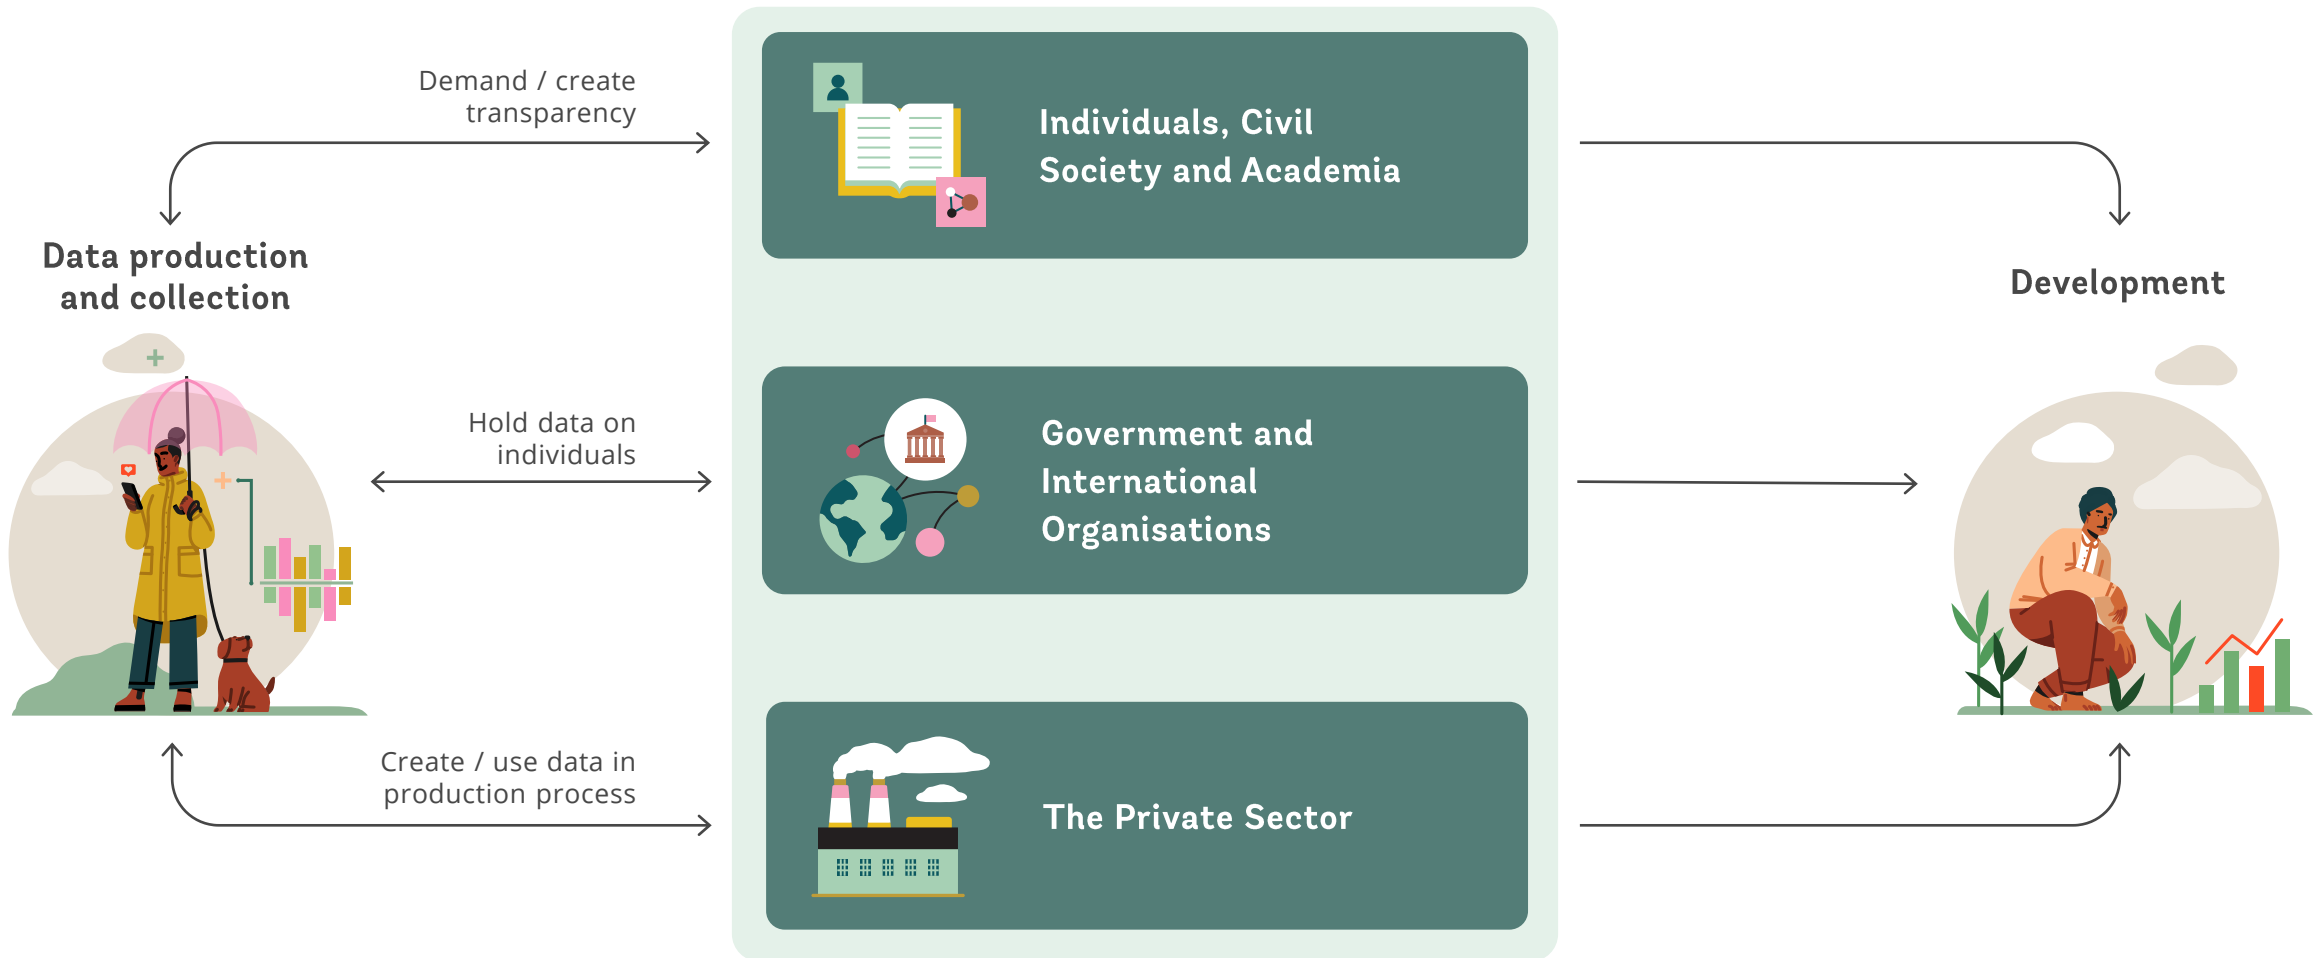 Demand / create
transparency
Data production
and collection
Hold data on
individuals
Create / use data in
production process
Individuals, Civil
Society and Academia
Government and
International
Organisations
The Private Sector
Development